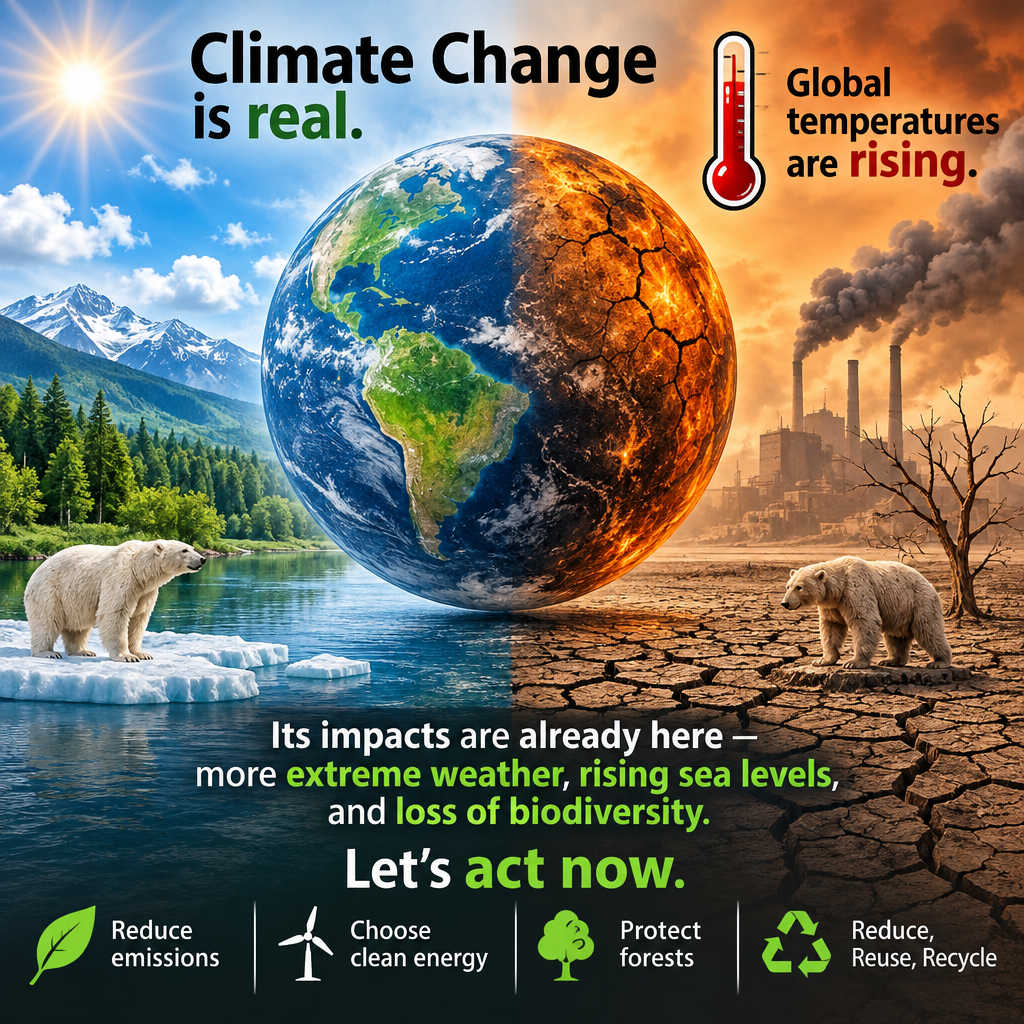 Climate Change
is real.
Global
temperatures
are rising.
Its impacts are already here –
more extreme weather, rising sea levels,
and loss of biodiversity.
Let's act now.
Reduce
emissions
Choose
clean energy
Protect
forests
Reduce,
Reuse, Recycle